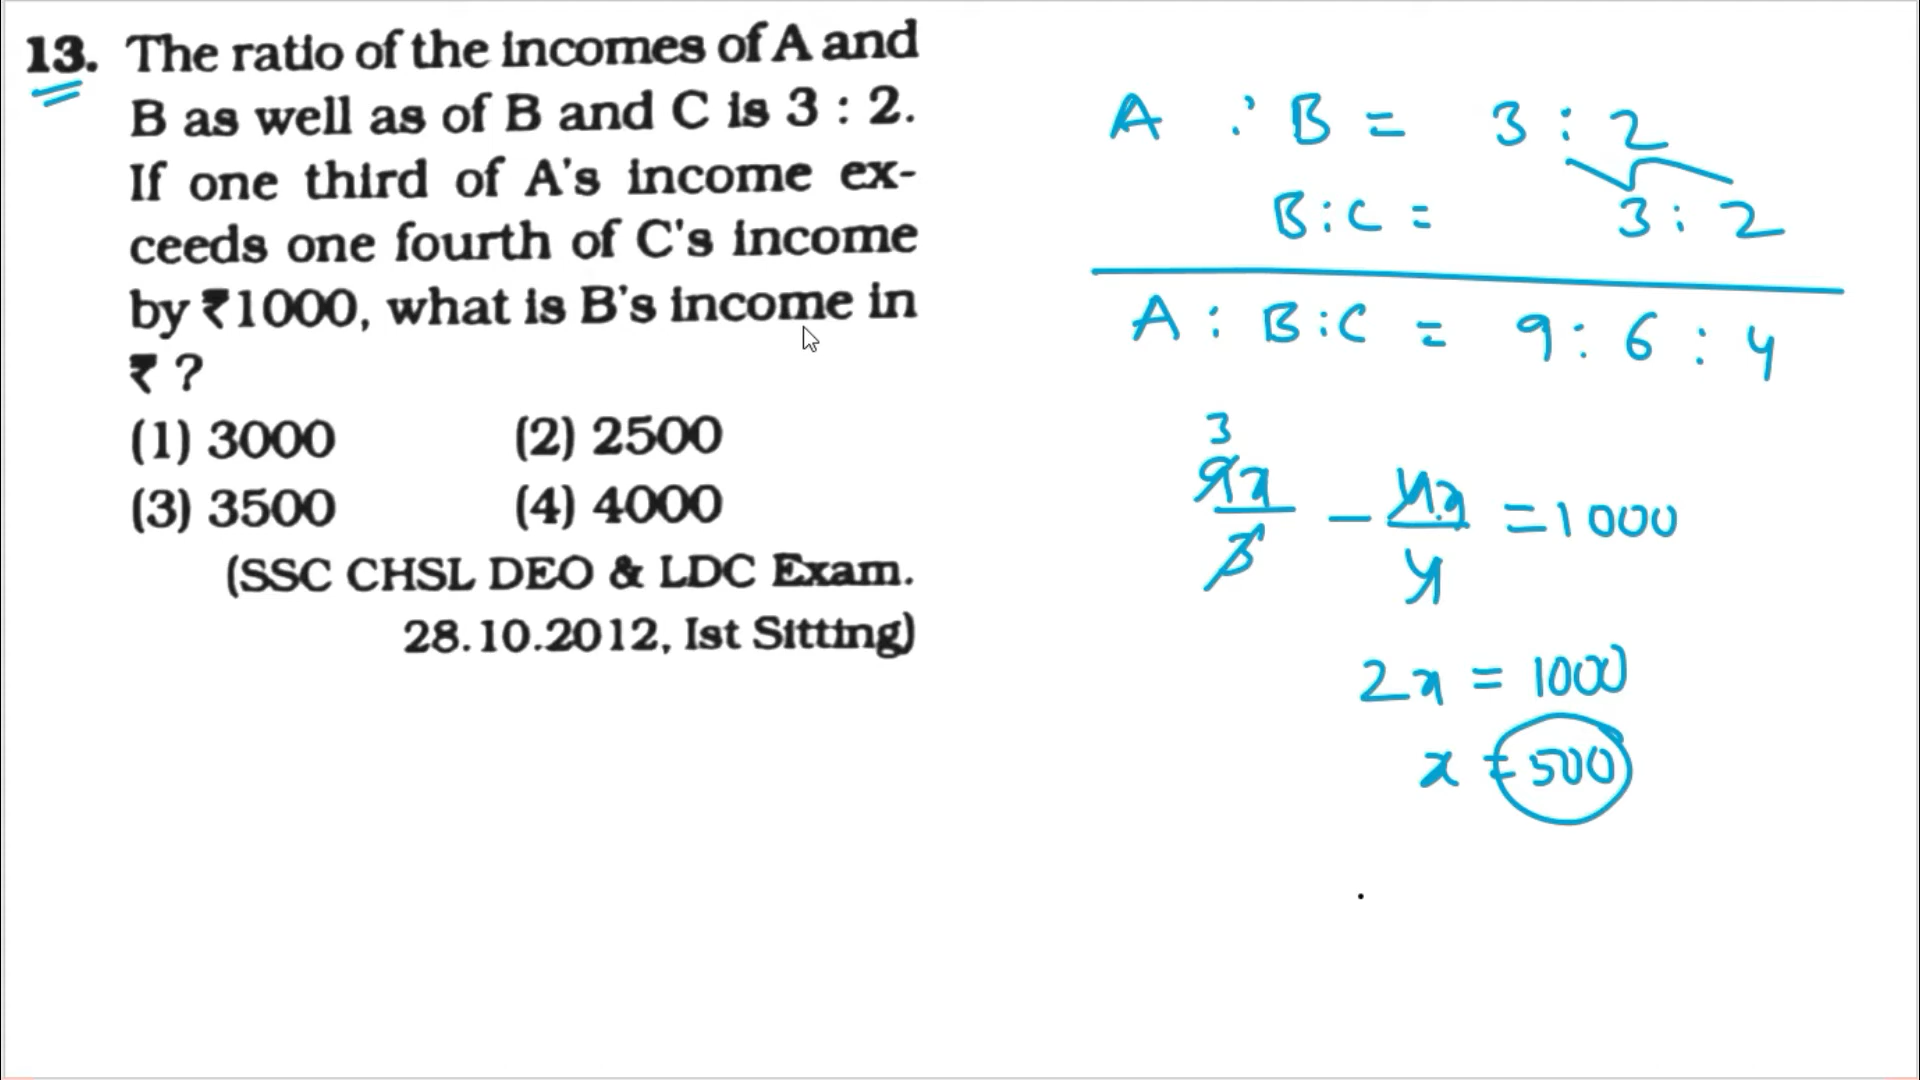 13. The ratio of the incomes of A and
B as well as of B and C is 3 : 2.
If one third of A's income ex-
ceeds one fourth of C's income
by ₹1000, what is B's income in
₹ ?
(1) 3000 (2) 2500
(3) 3500 (4) 4000
(SSC CHSL DEO & LDC Exam.
28.10.2012, Ist Sitting)
A : B = 3 : 2
B : C = 3 : 2
A : B : C = 9 : 6 : 4
3
9x/3 - 4x/4 = 1000
2x = 1000
x = 500